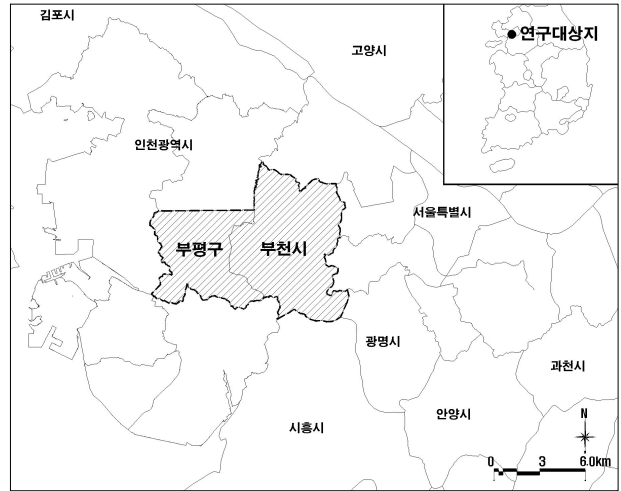 김포시
고양시
연구대상지
인천광역시
서울특별시
부평구
부천시
광명시
과천시
안양시
시흥시
N
0 3 6.0km